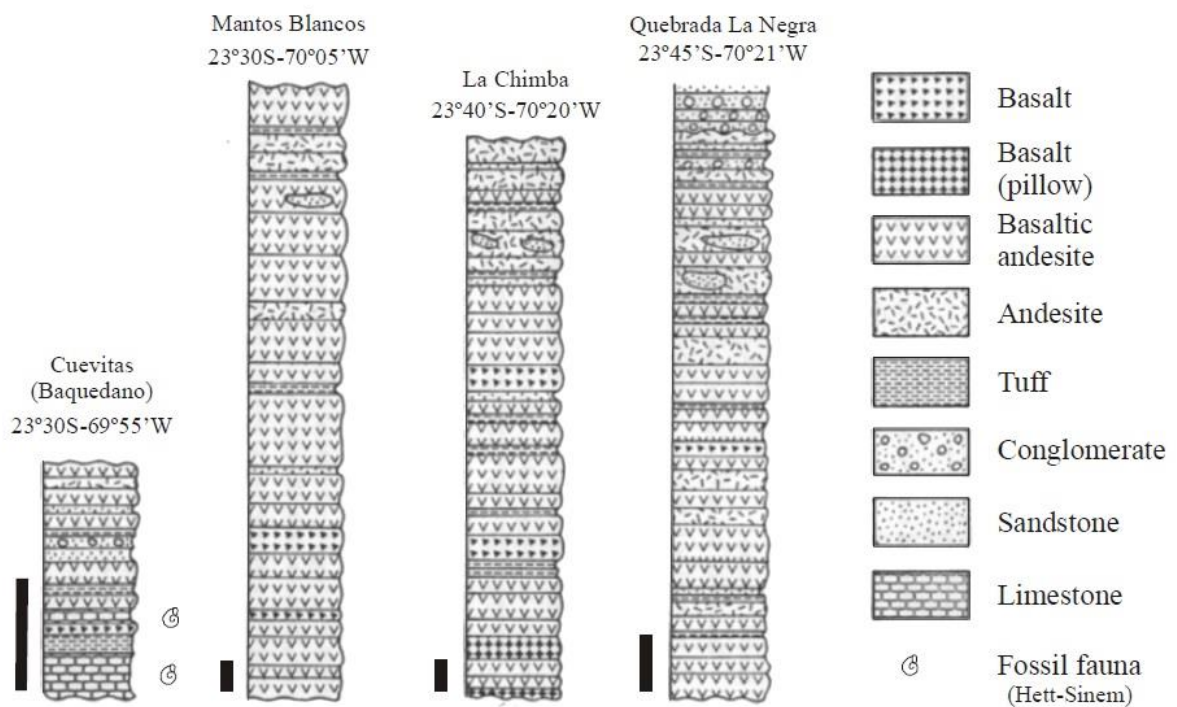 Mantos Blancos
23°30S-70°05’W
La Chimba
23°40’S-70°20’W
Quebrada La Negra
23°45’S-70°21’W
Cuevitas
(Baquedano)
23°30S-69°55’W
Basalt
Basalt
(pillow)
Basaltic
andesite
Andesite
Tuff
Conglomerate
Sandstone
Limestone
Fossil fauna
(Hett-Sinem)